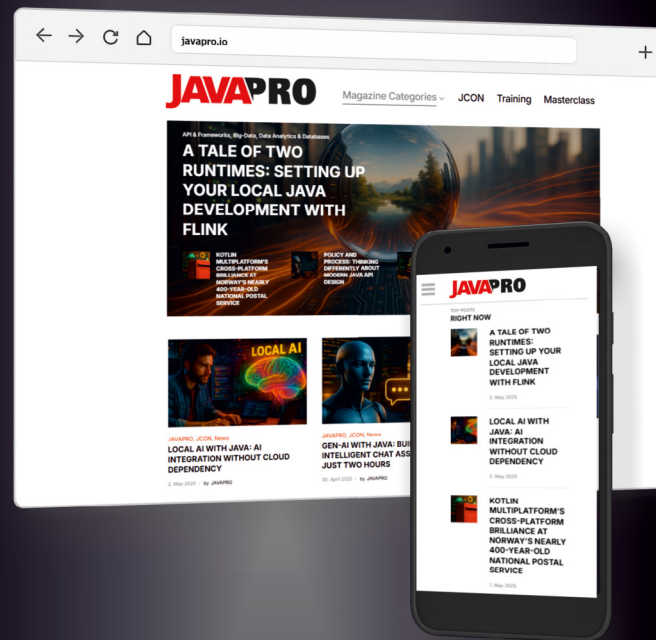 javapro.io
JAVAPRO
Magazine Categories
JCON
Training
Masterclass
API & Frameworks, Big-Data, Data Analytics & Databases
A TALE OF TWO
RUNTIMES: SETTING UP
YOUR LOCAL JAVA
DEVELOPMENT WITH
FLINK
KOTLIN
MULTIPLATFORM'S
CROSS-PLATFORM
BRILLIANCE AT
NORWAY'S NEARLY
400-YEAR-OLD
NATIONAL POSTAL
SERVICE
POLICY AND
PROCESS: THINKING
DIFFERENTLY ABOUT
MODERN JAVA API
DESIGN
LOCAL AI
JAVAPRO, JCON, News
LOCAL AI WITH JAVA: AI
INTEGRATION WITHOUT CLOUD
DEPENDENCY
2. May 2025 - by JAVAPRO
JAVAPRO, JCON, News
GEN-AI WITH JAVA:
INTELLIGENT CHAT
JUST TWO HOURS
30. April 2025 - by JAVAPRO
JAVAPRO
TOP POSTS
RIGHT NOW
A TALE OF TWO
RUNTIMES:
SETTING UP YOUR
LOCAL JAVA
DEVELOPMENT
WITH FLINK
2. May 2025
LOCAL AI WITH
JAVA: AI
INTEGRATION
WITHOUT CLOUD
DEPENDENCY
2. May 2025
KOTLIN
MULTIPLATFORM'S
CROSS-PLATFORM
BRILLIANCE AT
NORWAY'S NEARLY
400-YEAR-OLD
NATIONAL POSTAL
SERVICE
1. May 2025